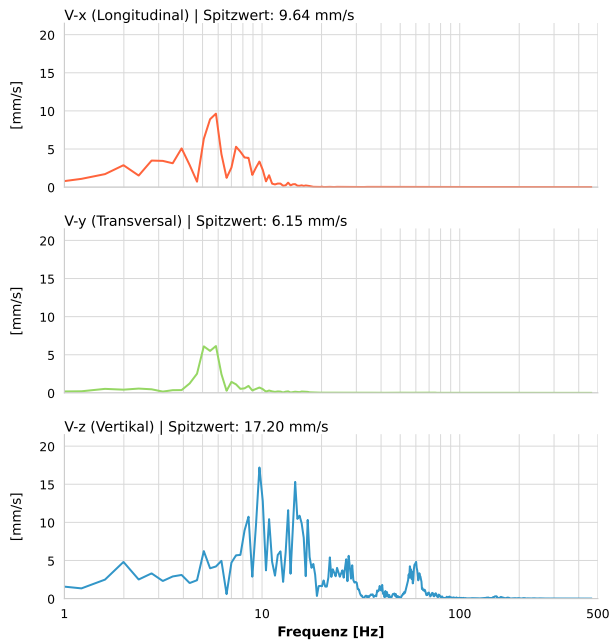 V-x (Longitudinal) | Spitzwert: 9.64 mm/s
20
15
10
5
0
[mm/s]
V-y (Transversal) | Spitzwert: 6.15 mm/s
20
15
10
5
0
[mm/s]
V-z (Vertikal) | Spitzwert: 17.20 mm/s
20
15
10
5
0
[mm/s]
1 10 100 500
Frequenz [Hz]